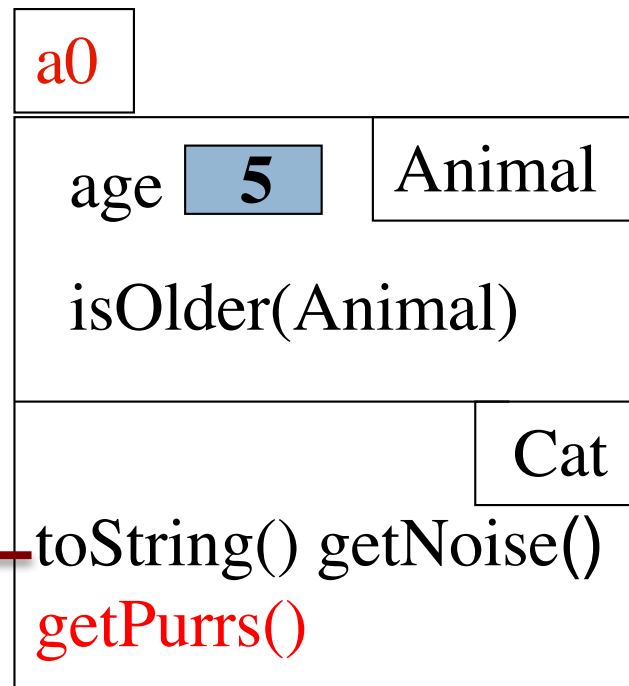 a0
age 5 Animal
isOlder(Animal)
Cat
toString() getNoise()
getPurrs()